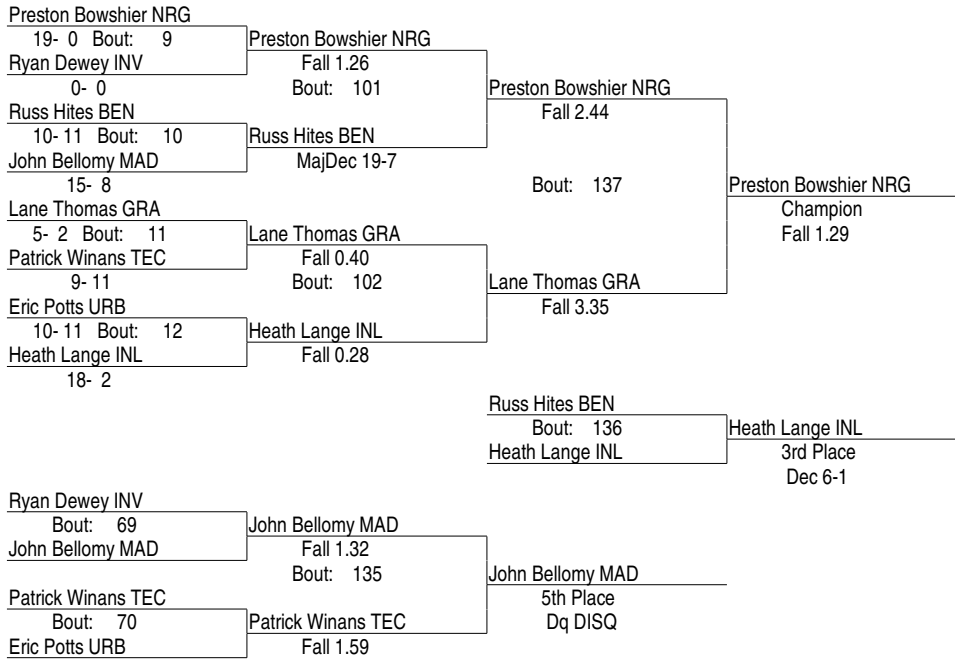 Preston Bowshier NRG
19- 0 Bout: 9
Preston Bowshier NRG
Ryan Dewey INV
Fall 1.26
0- 0
Bout: 101
Preston Bowshier NRG
Russ Hites BEN
Fall 2.44
10- 11 Bout: 10
Russ Hites BEN
John Bellomy MAD
MajDec 19-7
15- 8
Bout: 137
Preston Bowshier NRG
Lane Thomas GRA
Champion
5- 2 Bout: 11
Lane Thomas GRA
Fall 1.29
Patrick Winans TEC
Fall 0.40
9- 11
Bout: 102
Lane Thomas GRA
Eric Potts URB
Fall 3.35
10- 11 Bout: 12
Heath Lange INL
Heath Lange INL
Fall 0.28
18- 2
Russ Hites BEN
Bout: 136
Heath Lange INL
Heath Lange INL
3rd Place
Dec 6-1
Ryan Dewey INV
Bout: 69
John Bellomy MAD
John Bellomy MAD
Fall 1.32
Bout: 135
John Bellomy MAD
Patrick Winans TEC
5th Place
Bout: 70
Patrick Winans TEC
Dq DISQ
Eric Potts URB
Fall 1.59